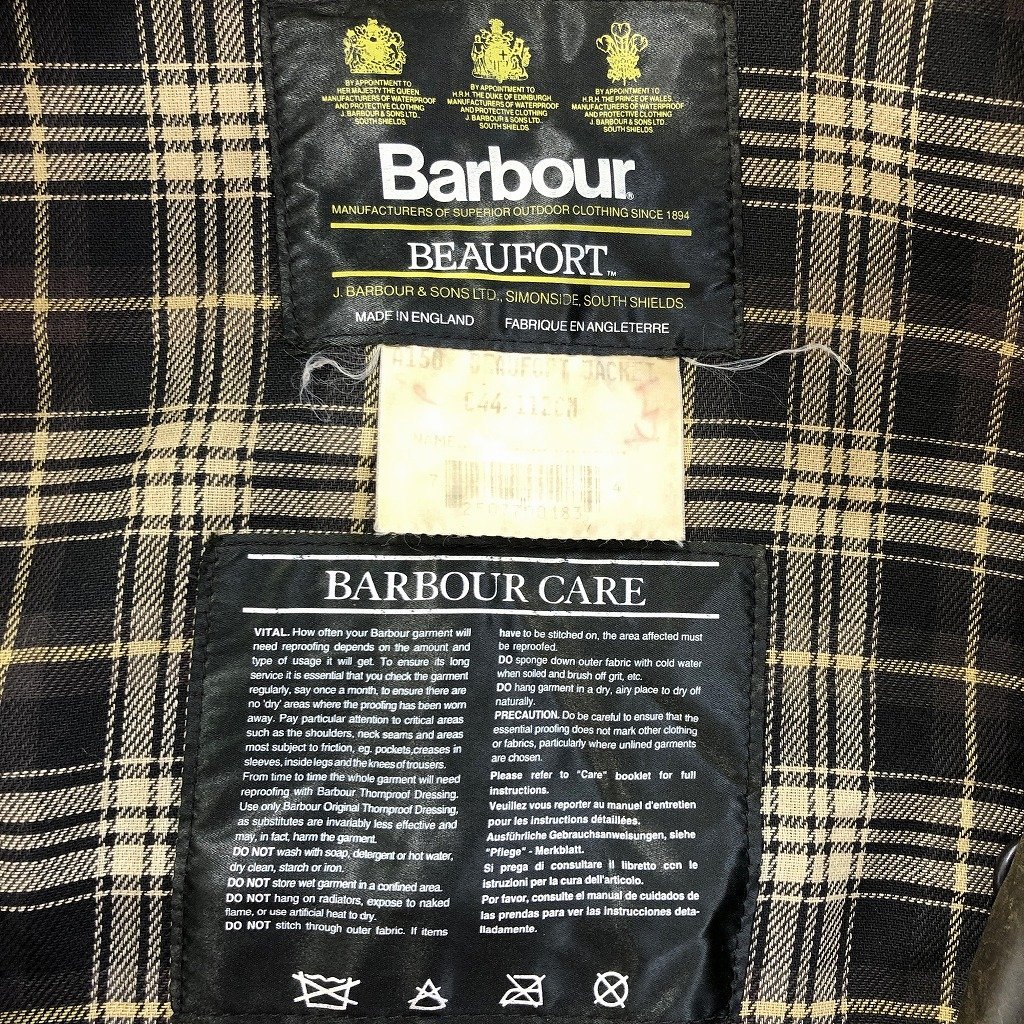 BY APPOINTMENT TO
HER MAJESTY THE QUEEN
MANUFACTURERS OF WATERPROOF
AND PROTECTIVE CLOTHING
J. BARBOUR & SONS LTD.
SOUTH SHIELDS
BY APPOINTMENT TO
H.R.H. THE DUKE OF EDINBURGH
MANUFACTURERS OF WATERPROOF
AND PROTECTIVE CLOTHING
J. BARBOUR & SONS LTD.
SOUTH SHIELDS
BY APPOINTMENT TO
H.R.H. THE PRINCE OF WALES
MANUFACTURERS OF WATERPROOF
AND PROTECTIVE CLOTHING
J. BARBOUR & SONS LTD.
SOUTH SHIELDS
Barbour®
MANUFACTURERS OF SUPERIOR OUTDOOR CLOTHING SINCE 1894
BEAUFORT™
J. BARBOUR & SONS LTD., SIMONSIDE, SOUTH SHIELDS
MADE IN ENGLAND FABRIQUE EN ANGLETERRE
A150 BEAUFORT JACKET
C44-112CM
NAME
BARBOUR CARE
VITAL. How often your Barbour garment will
need reproofing depends on the amount and
type of usage it will get. To ensure its long
service it is essential that you check the garment
regularly, say once a month, to ensure there are
no 'dry' areas where the proofing has been worn
away. Pay particular attention to critical areas
such as the shoulders, neck seams and areas
most subject to friction, eg. pockets,creases in
sleeves, inside legs and the knees of trousers.
From time to time the whole garment will need
reproofing with Barbour Thornproof Dressing.
Use only Barbour Original Thornproof Dressing,
as substitutes are invariably less effective and
may, in fact, harm the garment.
DO NOT wash with soap, detergent or hot water,
dry clean, starch or iron.
DO NOT store wet garment in a confined area.
DO NOT hang on radiators, expose to naked
flame, or use artificial heat to dry.
DO NOT stitch through outer fabric. If items
have to be stitched on, the area affected must
be reproofed.
DO sponge down outer fabric with cold water
when soiled and brush off grit, etc.
DO hang garment in a dry, airy place to dry off
naturally.
PRECAUTION. Do be careful to ensure that the
essential proofing does not mark other clothing
or fabrics, particularly where unlined garments
are chosen.
Please refer to "Care" booklet for full
instructions.
Veuillez vous reporter au manuel d'entretien
pour les instructions détaillées.
Ausführliche Gebrauchsanweisungen, siehe
"Pflege" - Merkblatt.
Si prega di consultare il libretto con le
istruzioni per la cura dell'articolo.
Por favor, consulte el manual de cuidados de
las prendas para ver las instrucciones deta-
lladamente.